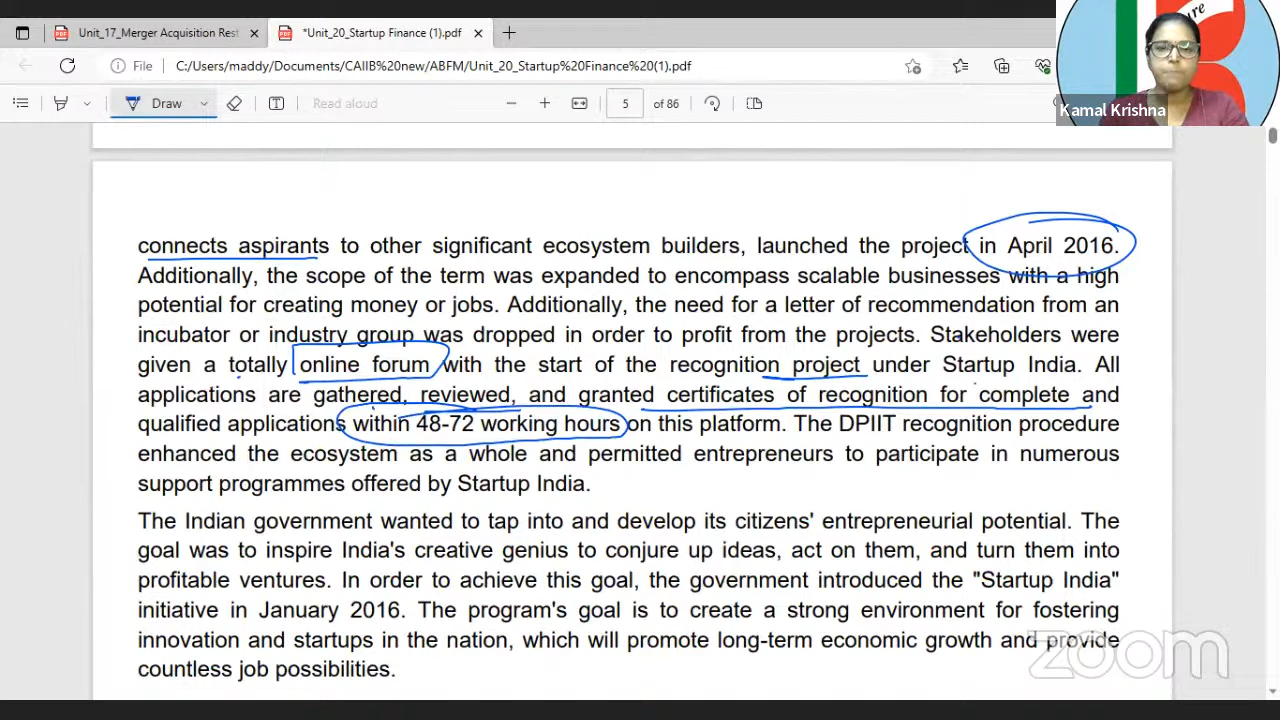 Unit_17_Merger Acquisition Rest
*Unit_20_Startup Finance (1).pdf
File
C:/Users/maddy/Documents/CAIIB%20new/ABFM/Unit_20_Startup%20Finance%20(1).pdf
Draw
Read aloud
5 of 86
Kamal Krishna
connects aspirants to other significant ecosystem builders, launched the project in April 2016.
Additionally, the scope of the term was expanded to encompass scalable businesses with a high
potential for creating money or jobs. Additionally, the need for a letter of recommendation from an
incubator or industry group was dropped in order to profit from the projects. Stakeholders were
given a totally online forum with the start of the recognition project under Startup India. All
applications are gathered, reviewed, and granted certificates of recognition for complete and
qualified applications within 48-72 working hours on this platform. The DPIIT recognition procedure
enhanced the ecosystem as a whole and permitted entrepreneurs to participate in numerous
support programmes offered by Startup India.
The Indian government wanted to tap into and develop its citizens' entrepreneurial potential. The
goal was to inspire India's creative genius to conjure up ideas, act on them, and turn them into
profitable ventures. In order to achieve this goal, the government introduced the "Startup India"
initiative in January 2016. The program's goal is to create a strong environment for fostering
innovation and startups in the nation, which will promote long-term economic growth and provide
countless job possibilities.
zoom